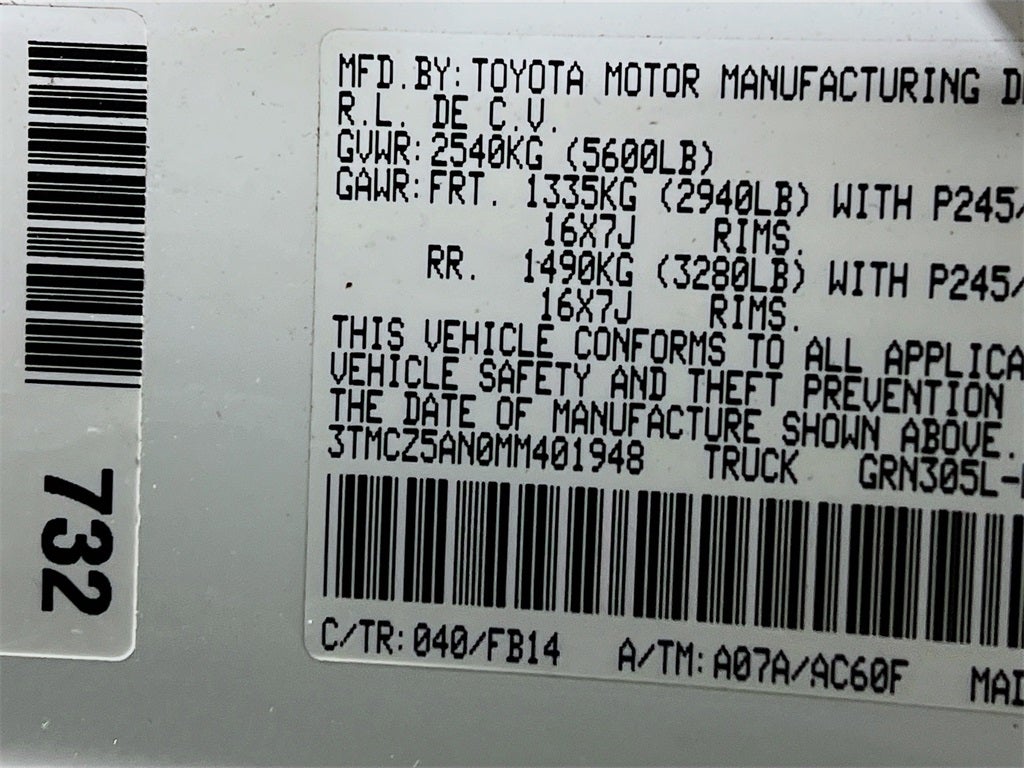 732
MFD.BY:TOYOTA MOTOR MANUFACTURING
R.L. DE C.V.
GVWR:2540KG (5600LB)
GAWR:FRT. 1335KG (2940LB) WITH P245/
16X7J RIMS.
RR. 1490KG (3280LB) WITH P245/
16X7J RIMS.
THIS VEHICLE CONFORMS TO ALL APPLICA
VEHICLE SAFETY AND THEFT PREVENTION
THE DATE OF MANUFACTURE SHOWN ABOVE.
3TMCZ5AN0MM401948 TRUCK GRN305L-
C/TR:040/FB14 A/TM:A07A/AC60F MAD